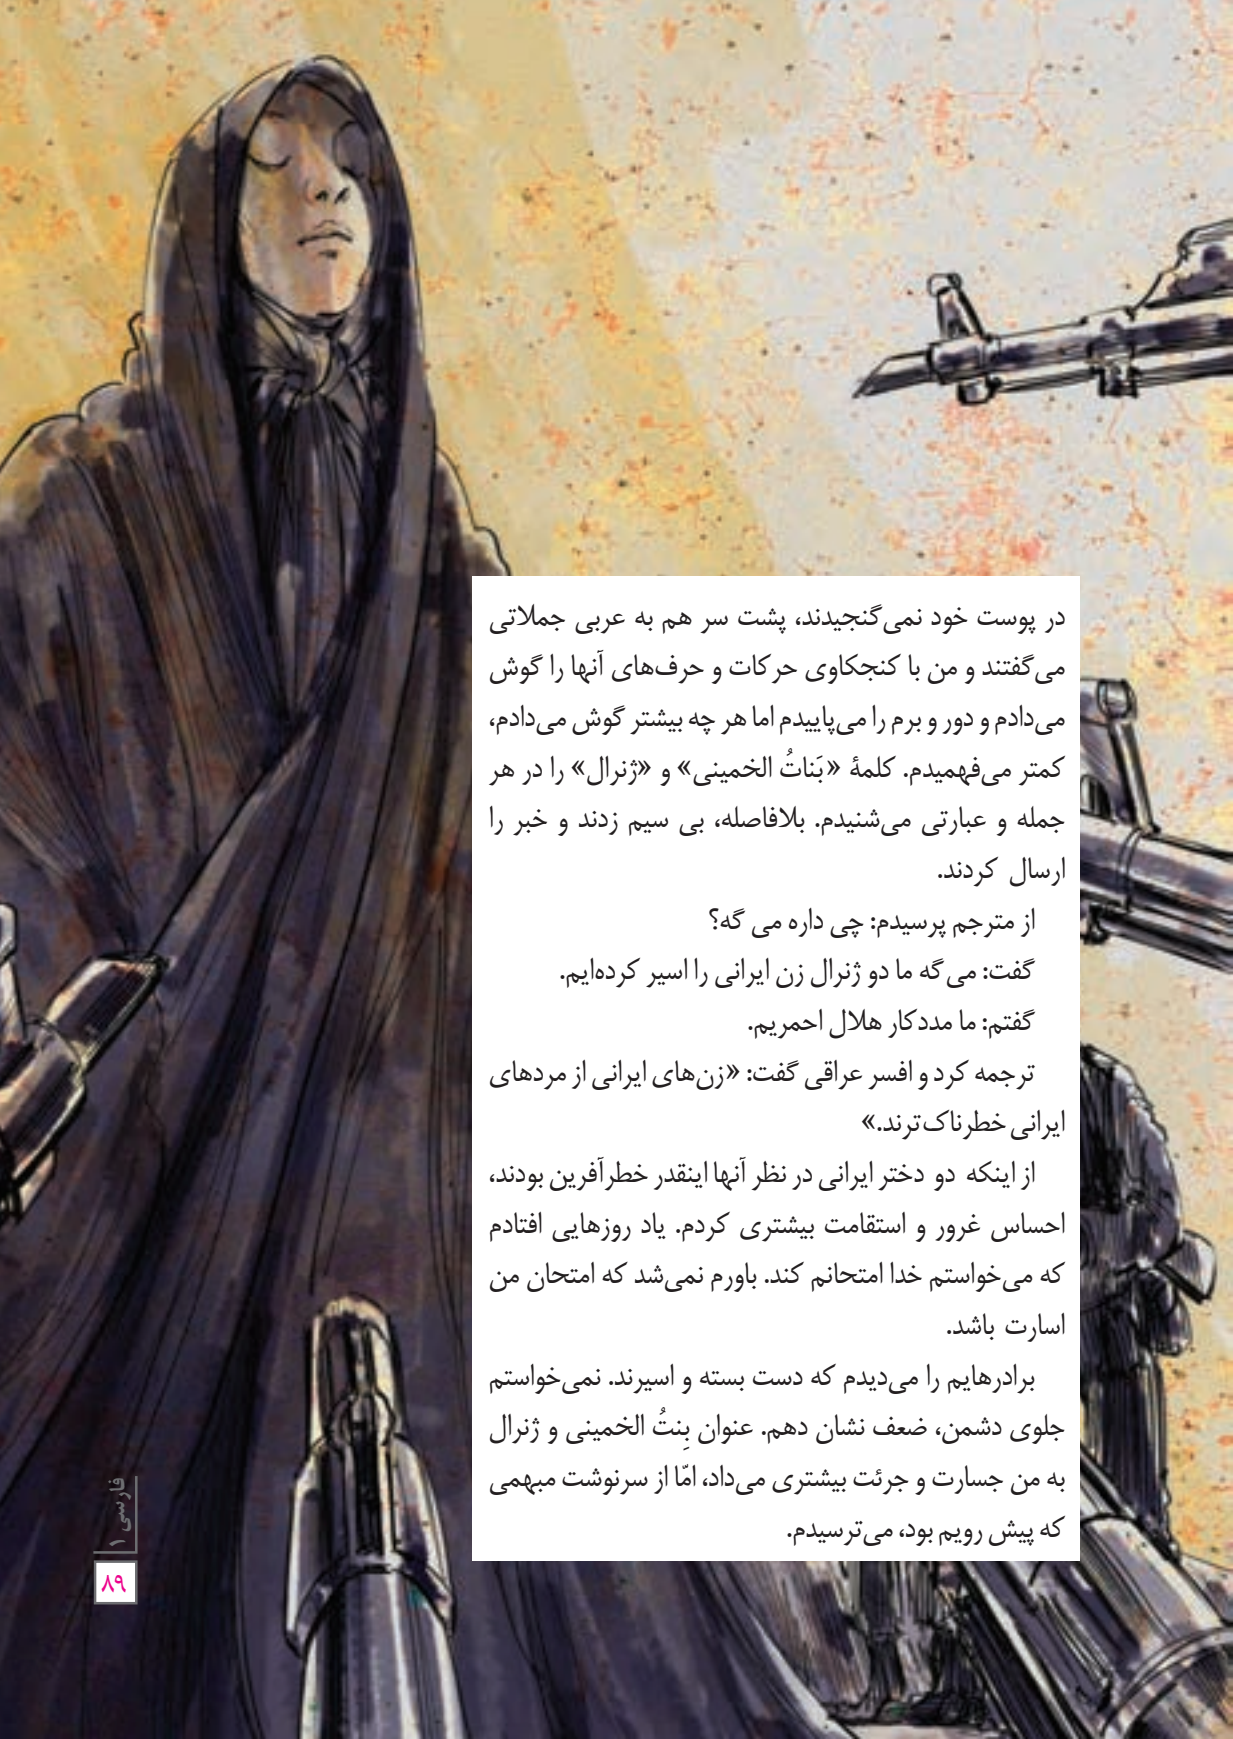 در پوست خود نمی‌گنجیدند، پشت سر هم به عربی جملاتی
می‌گفتند و من با کنجکاوی حرکات و حرف‌های آنها را گوش
می‌دادم و دور و برم را می‌پاییدم اما هر چه بیشتر گوش می‌دادم،
کمتر می‌فهمیدم. کلمهٔ «بَناتُ الخمینی» و «ژنرال» را در هر
جمله و عبارتی می‌شنیدم. بلافاصله، بی سیم زدند و خبر را
ارسال کردند.
از مترجم پرسیدم: چی داره می گه؟
گفت: می‌گه ما دو ژنرال زن ایرانی را اسیر کرده‌ایم.
گفتم: ما مددکار هلال احمریم.
ترجمه کرد و افسر عراقی گفت: «زن‌های ایرانی از مردهای
ایرانی خطرناک‌ترند.»
از اینکه دو دختر ایرانی در نظر آنها اینقدر خطرآفرین بودند،
احساس غرور و استقامت بیشتری کردم. یاد روزهایی افتادم
که می‌خواستم خدا امتحانم کند. باورم نمی‌شد که امتحان من
اسارت باشد.
برادرهایم را می‌دیدم که دست بسته و اسیرند. نمی‌خواستم
جلوی دشمن، ضعف نشان دهم. عنوان بِنتُ الخمینی و ژنرال
به من جسارت و جرئت بیشتری می‌داد، امّا از سرنوشت مبهمی
که پیش رویم بود، می‌ترسیدم.
فارسی ۱
۸۹